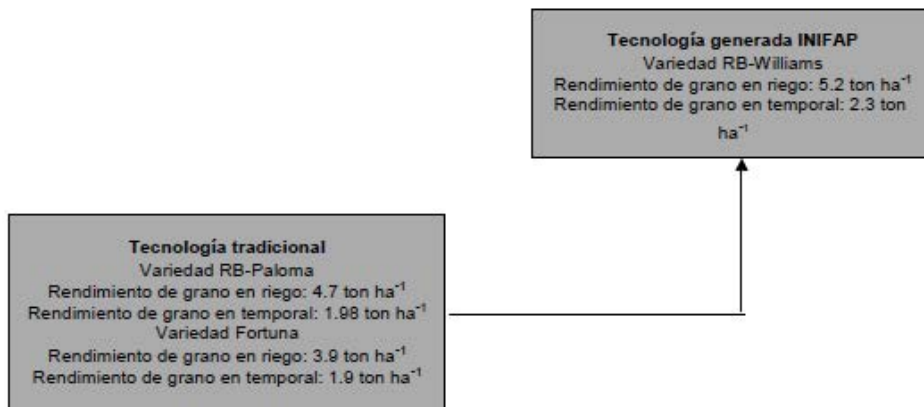 Tecnología generada INIFAP
Variedad RB-Williams
Rendimiento de grano en riego: 5.2 ton ha⁻¹
Rendimiento de grano en temporal: 2.3 ton
ha⁻¹
Tecnología tradicional
Variedad RB-Paloma
Rendimiento de grano en riego: 4.7 ton ha⁻¹
Rendimiento de grano en temporal: 1.98 ton ha⁻¹
Variedad Fortuna
Rendimiento de grano en riego: 3.9 ton ha⁻¹
Rendimiento de grano en temporal: 1.9 ton ha⁻¹